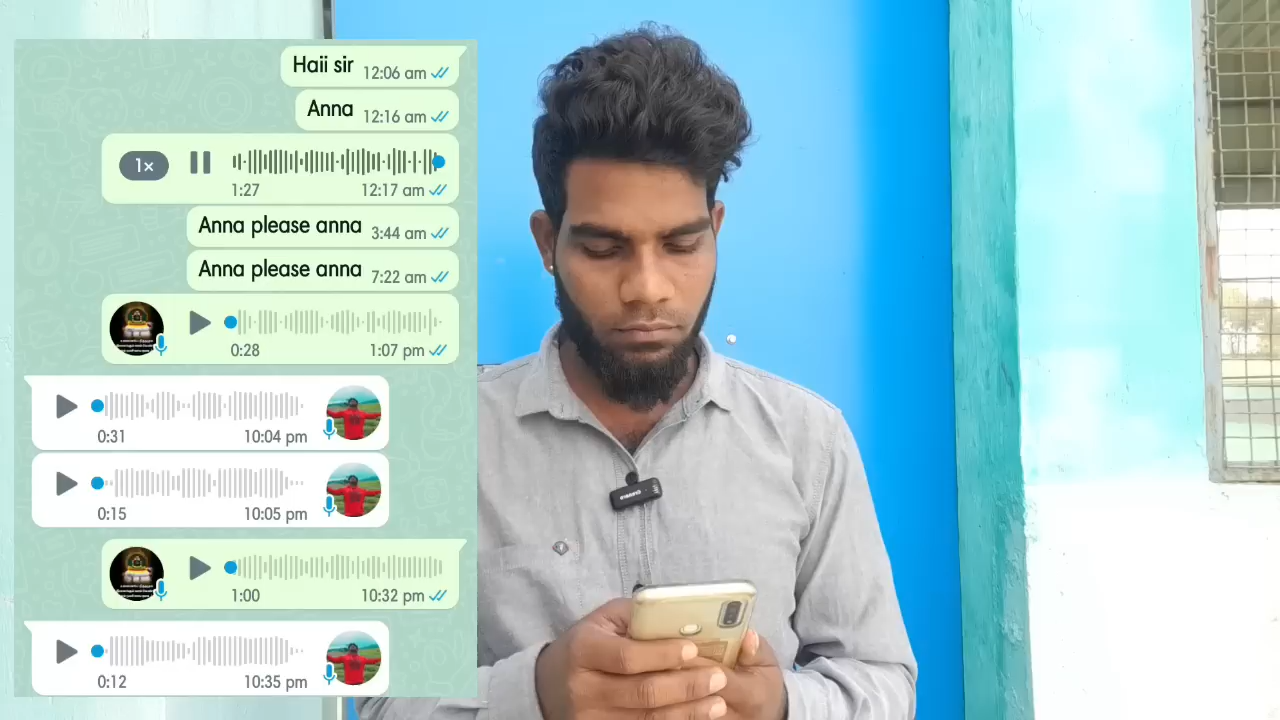 Haii sir 12:06 am
Anna 12:16 am
1×
1:27 12:17 am
Anna please anna 3:44 am
Anna please anna 7:22 am
0:28 1:07 pm
0:31 10:04 pm
0:15 10:05 pm
1:00 10:32 pm
0:12 10:35 pm